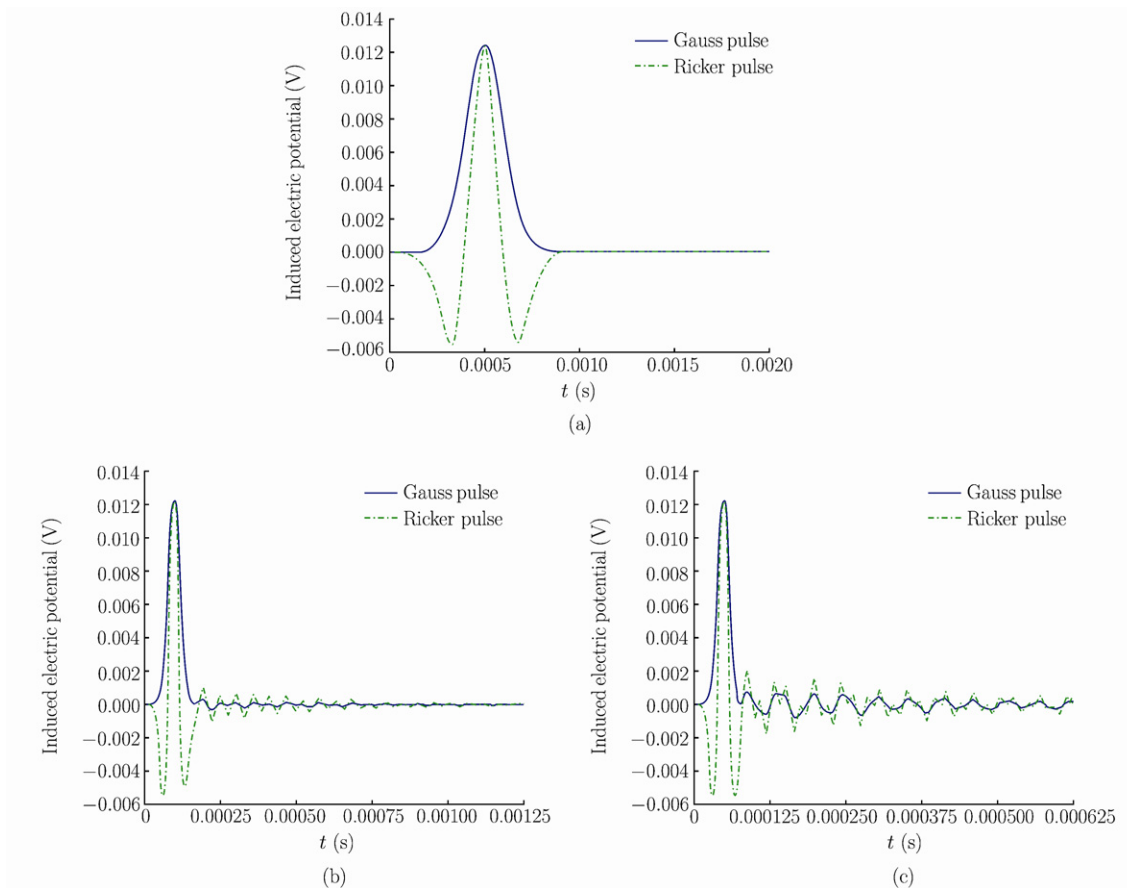 0.014
0.012
0.010
0.008
0.006
0.004
0.002
0.000
−0.002
−0.004
−0.006
Induced electric potential (V)
Gauss pulse
Ricker pulse
0 0.0005 0.0010 0.0015 0.0020
t (s)
(a)
0.014
0.012
0.010
0.008
0.006
0.004
0.002
0.000
−0.002
−0.004
−0.006
Induced electric potential (V)
Gauss pulse
Ricker pulse
0 0.00025 0.00050 0.00075 0.00100 0.00125
t (s)
(b)
0.014
0.012
0.010
0.008
0.006
0.004
0.002
0.000
−0.002
−0.004
−0.006
Induced electric potential (V)
Gauss pulse
Ricker pulse
0 0.000125 0.000250 0.000375 0.000500 0.000625
t (s)
(c)